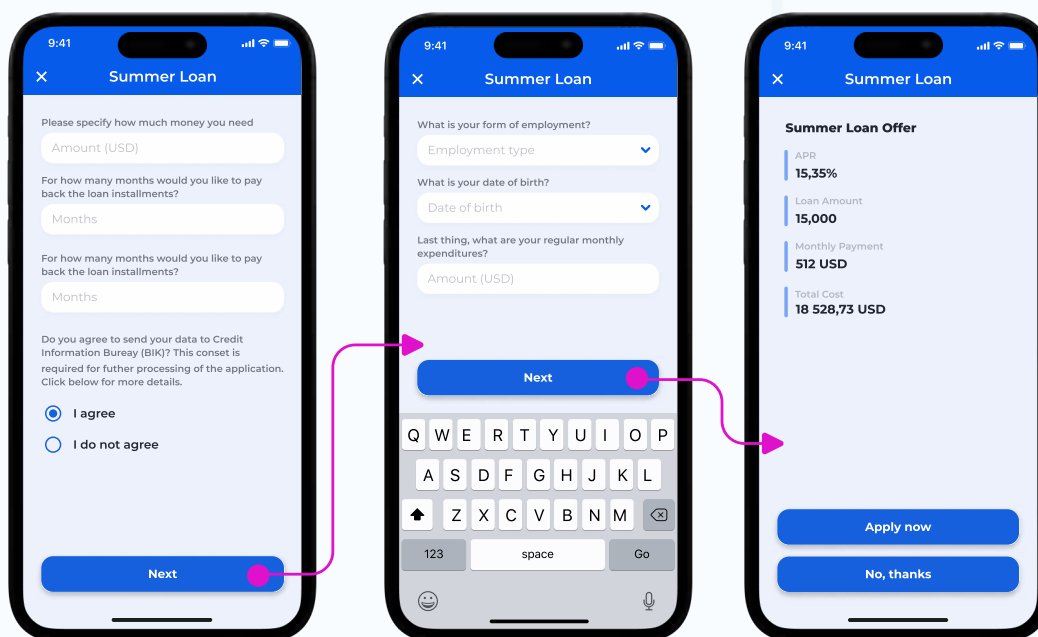 9:41
Summer Loan
Please specify how much money you need
Amount (USD)
For how many months would you like to pay
back the loan installments?
Months
For how many months would you like to pay
back the loan installments?
Months
Do you agree to send your data to Credit
Information Bureay (BIK)? This conset is
required for futher processing of the application.
Click below for more details.
I agree
I do not agree
Next
9:41
Summer Loan
What is your form of employment?
Employment type
What is your date of birth?
Date of birth
Last thing, what are your regular monthly
expenditures?
Amount (USD)
Next
Q W E R T Y U I O P
A S D F G H J K L
Z X C V B N M
123 space Go
9:41
Summer Loan
Summer Loan Offer
APR
15,35%
Loan Amount
15,000
Monthly Payment
512 USD
Total Cost
18 528,73 USD
Apply now
No, thanks